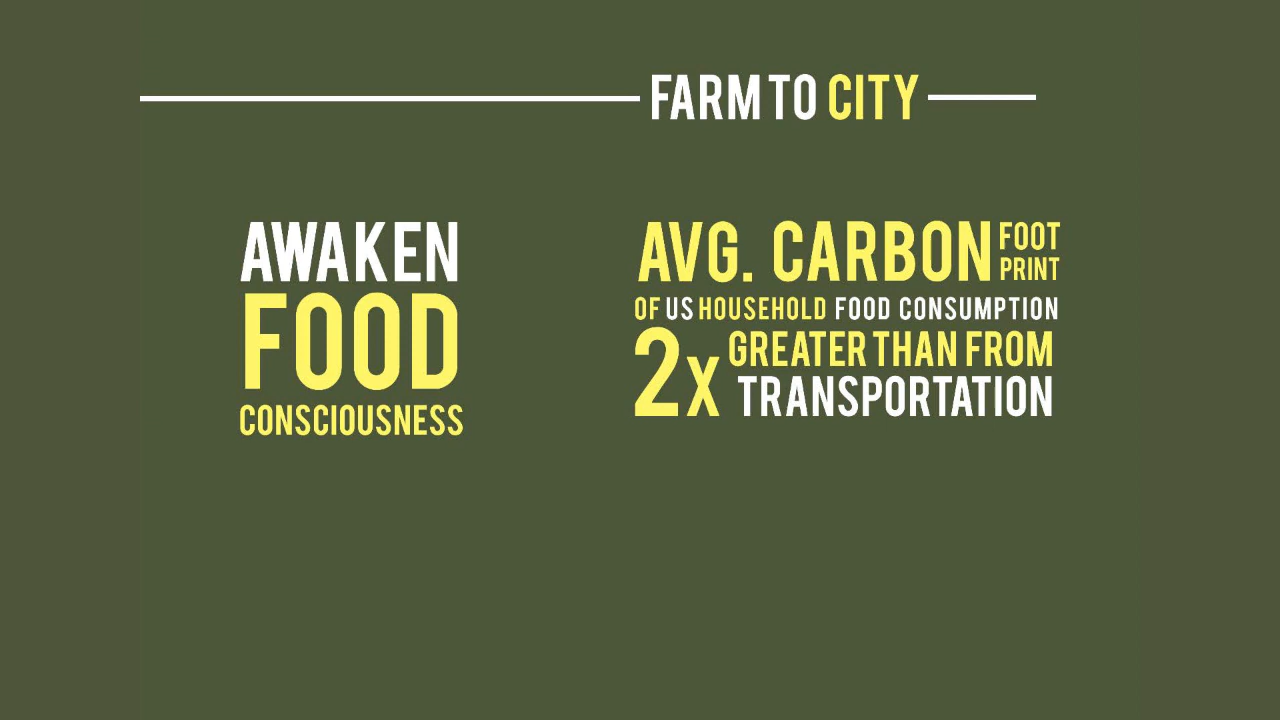 FARM TO CITY
AWAKEN
FOOD
CONSCIOUSNESS
AVG. CARBON FOOT PRINT
OF US HOUSEHOLD FOOD CONSUMPTION
2X GREATER THAN FROM
TRANSPORTATION